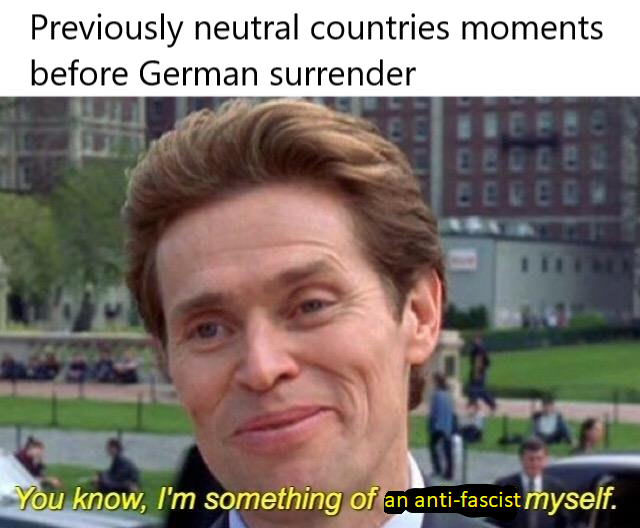 Previously neutral countries moments
before German surrender
You know, I'm something of an anti-fascist myself.